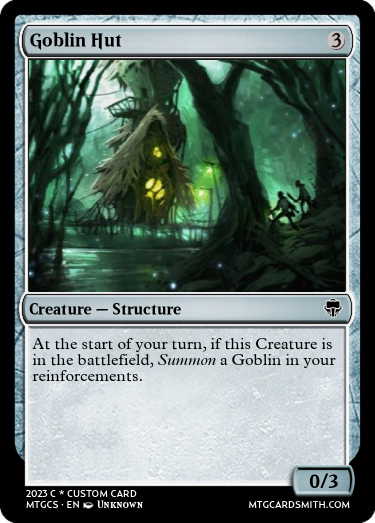 Goblin Hut 3
Creature — Structure
At the start of your turn, if this Creature is
in the battlefield, Summon a Goblin in your
reinforcements.
0/3
2023 C * CUSTOM CARD
MTGCS • EN UNKNOWN
MTGCARDSMITH.COM